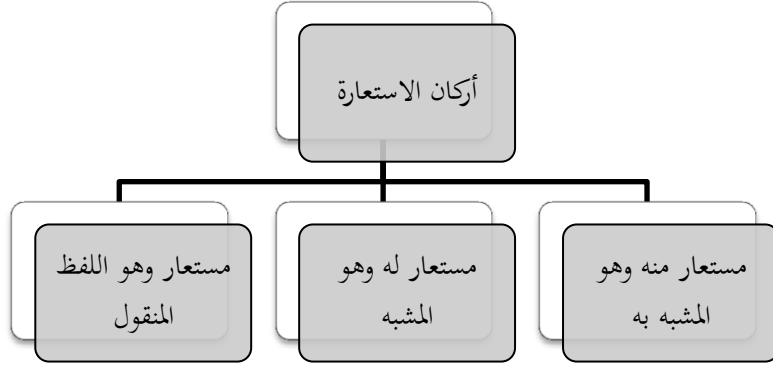 أركان الاستعارة
مستعار منه وهو
المشبه به
مستعار له وهو
المشبه
مستعار وهو اللفظ
المنقول